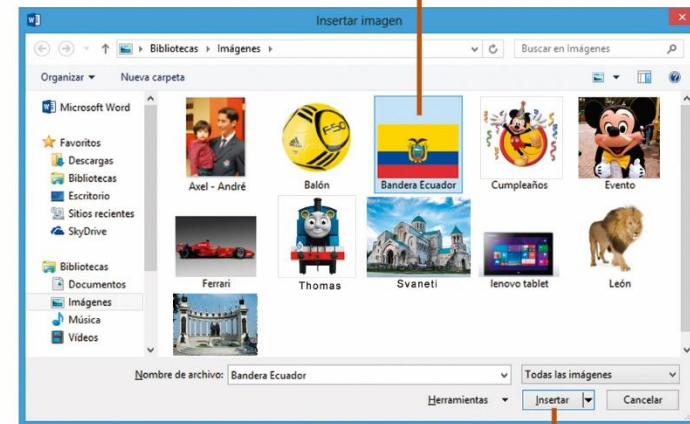 Insertar imagen
Bibliotecas Imágenes
Buscar en Imágenes
Organizar
Nueva carpeta
Microsoft Word
Favoritos
Descargas
Bibliotecas
Escritorio
Sitios recientes
SkyDrive
Bibliotecas
Documentos
Imágenes
Música
Vídeos
Axel - André
Balón
Bandera Ecuador
Cumpleaños
Evento
Ferrari
Thomas
Svaneti
lenovo tablet
León
F50
Nombre de archivo: Bandera Ecuador
Todas las imágenes
Herramientas
Insertar
Cancelar